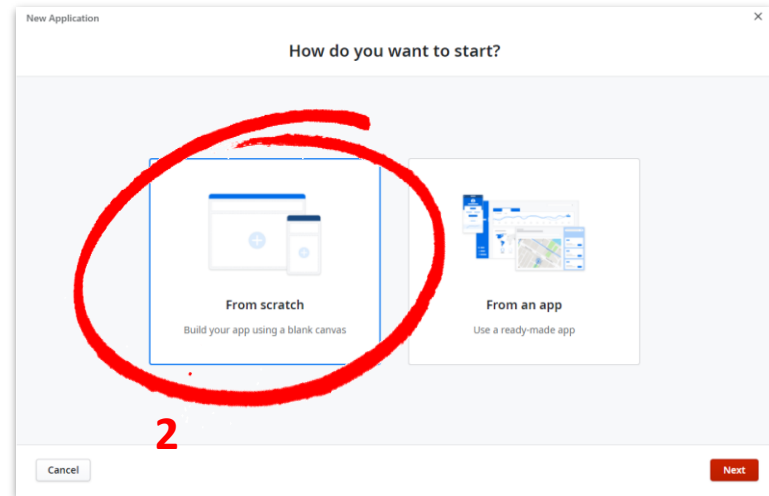 New Application
How do you want to start?
From scratch
Build your app using a blank canvas
From an app
Use a ready-made app
2
Cancel
Next